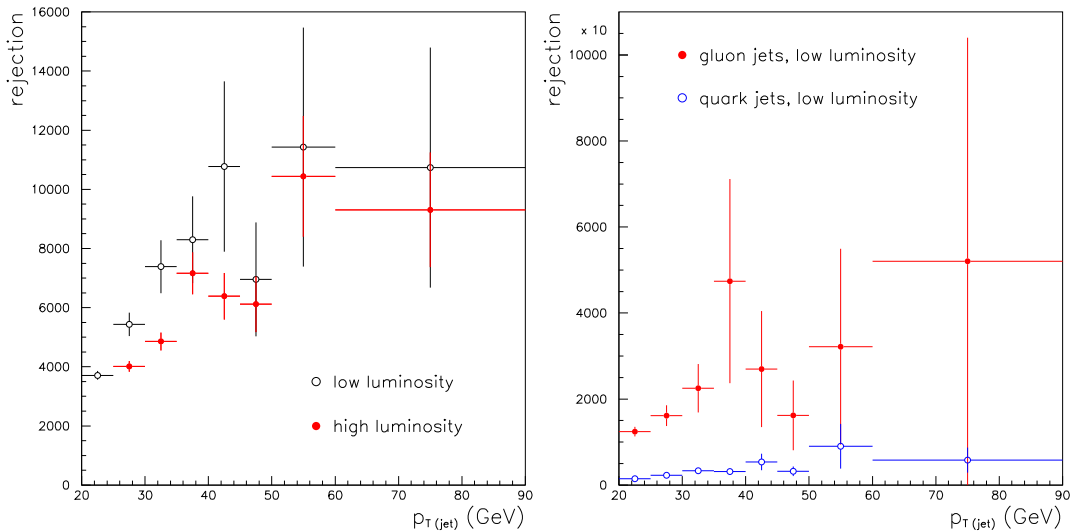 rejection
16000
14000
12000
10000
8000
6000
4000
2000
0
low luminosity
high luminosity
20 30 40 50 60 70 80 90
pT (jet) (GeV)
rejection
x 10
10000
8000
6000
4000
2000
0
gluon jets, low luminosity
quark jets, low luminosity
20 30 40 50 60 70 80 90
pT (jet) (GeV)